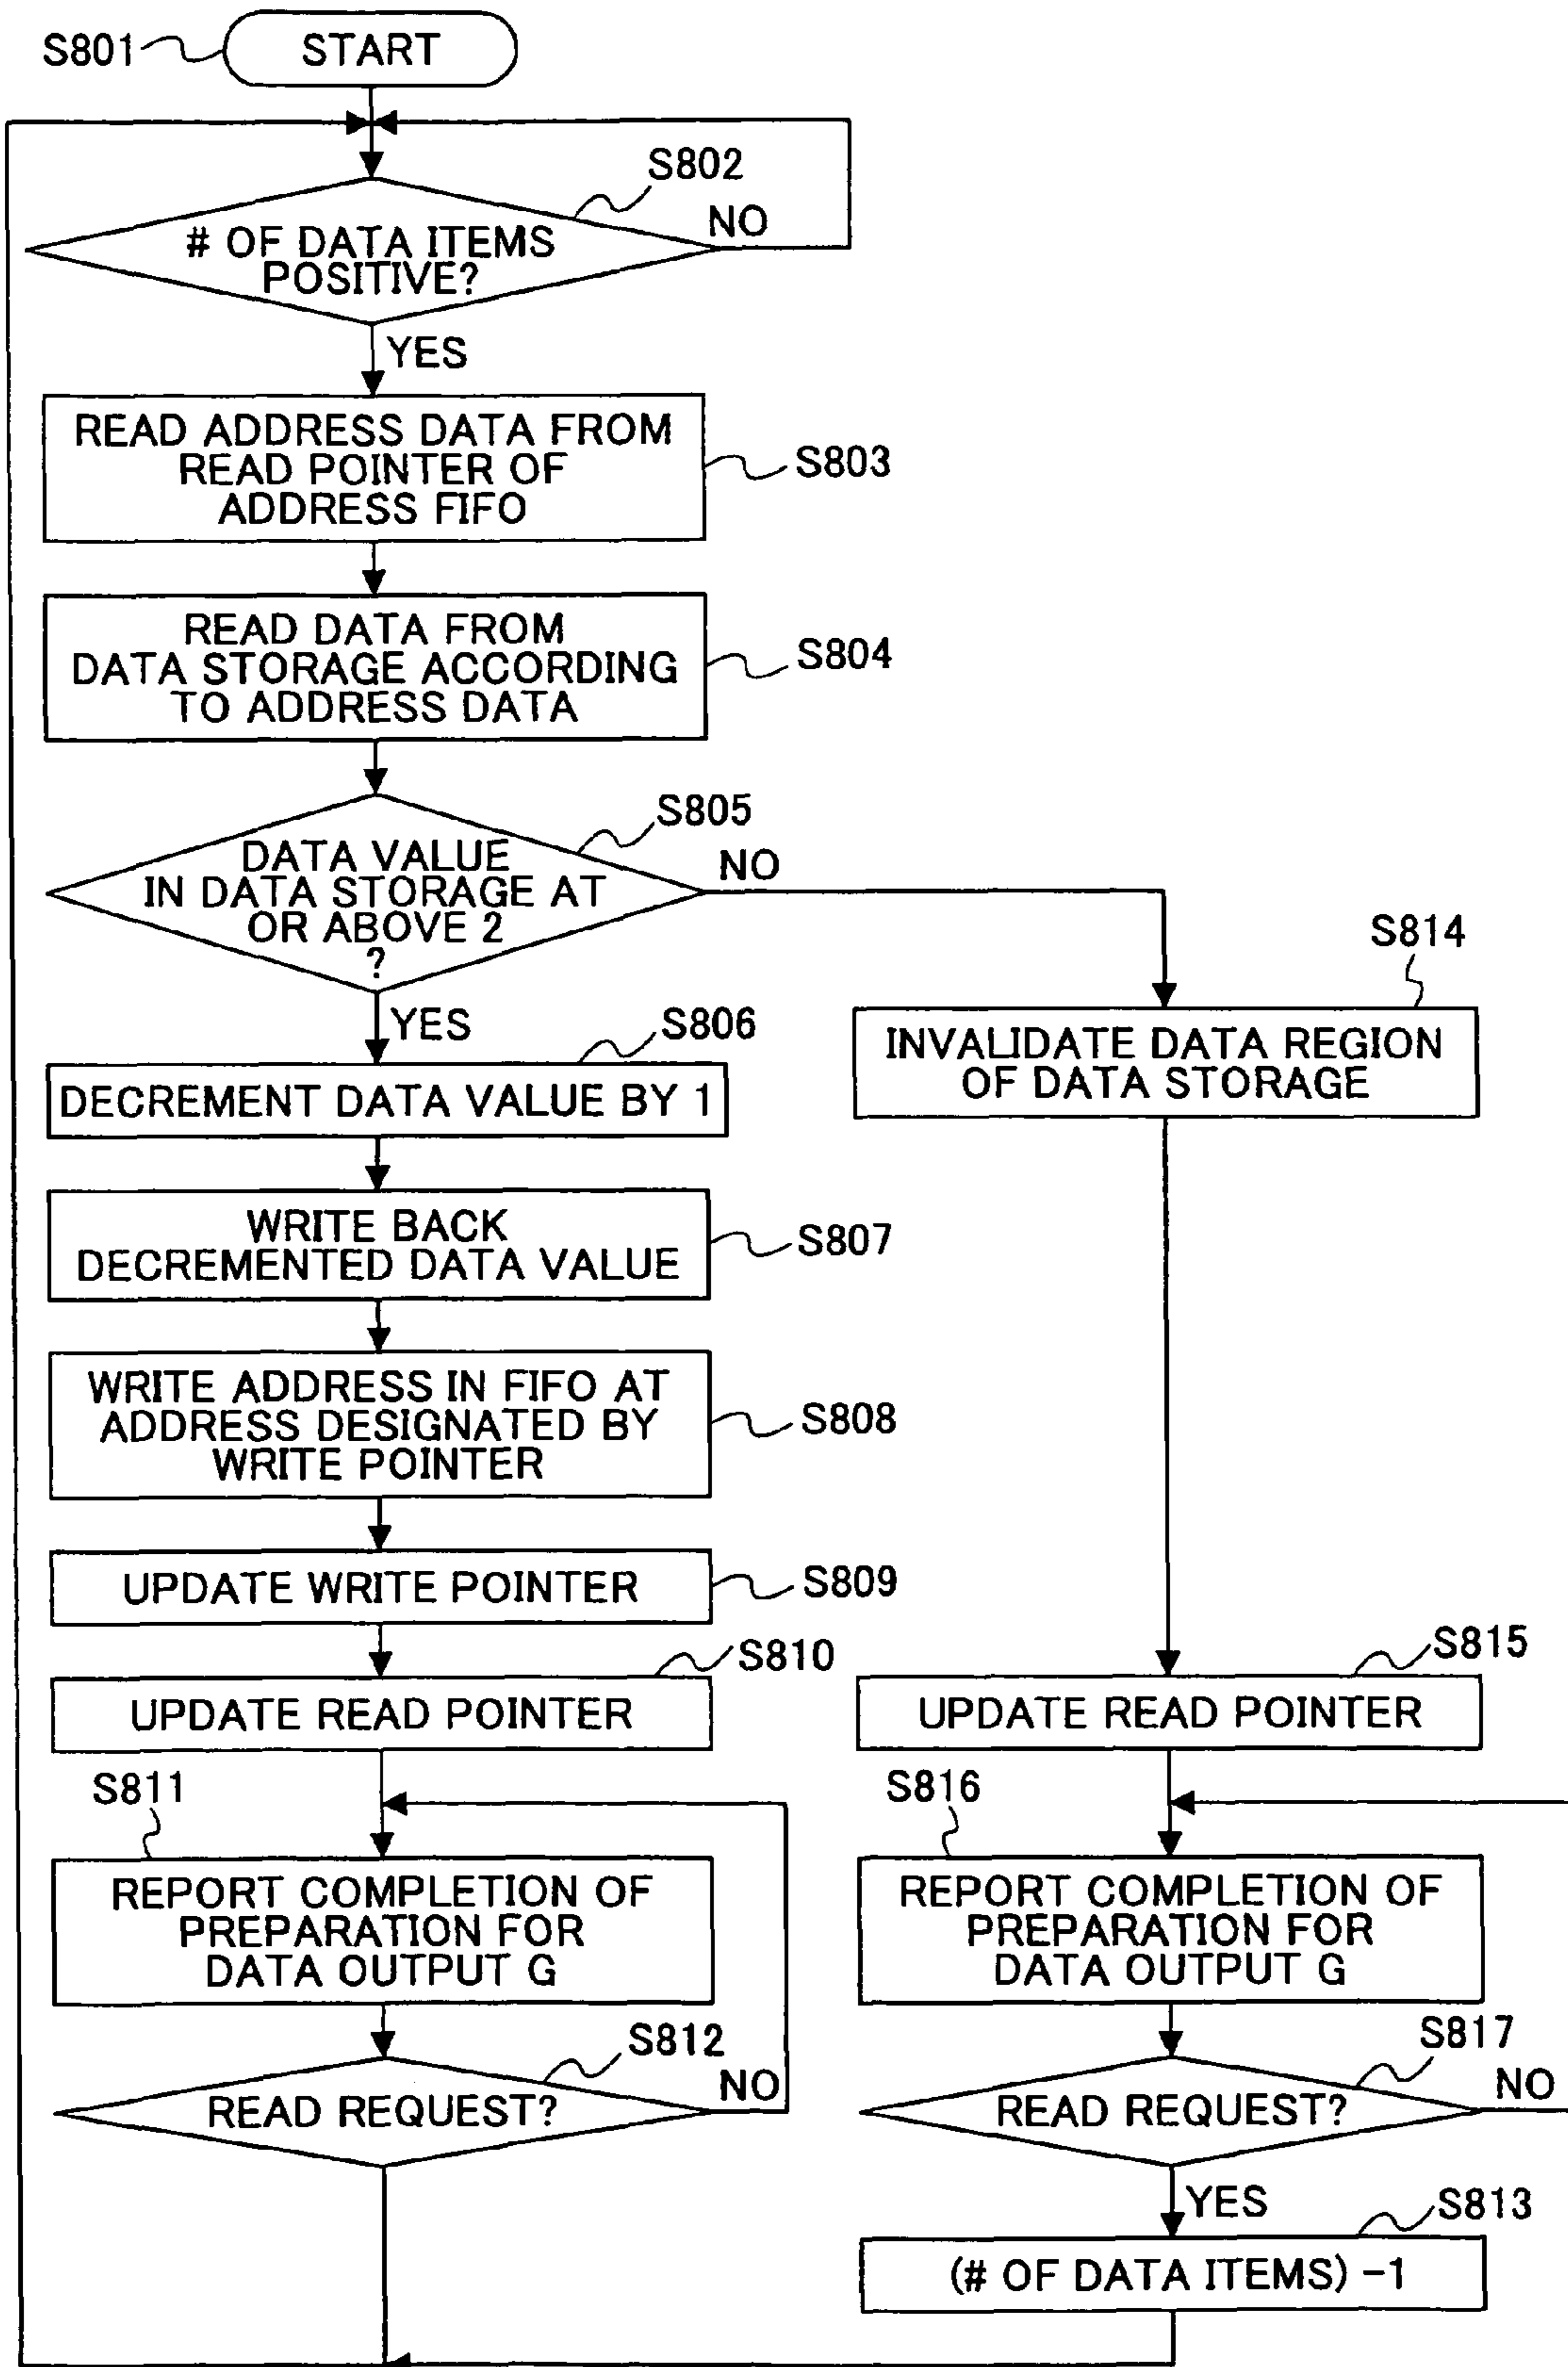 S801
START
S802
NO
# OF DATA ITEMS
POSITIVE?
YES
READ ADDRESS DATA FROM
READ POINTER OF
ADDRESS FIFO
S803
READ DATA FROM
DATA STORAGE ACCORDING
TO ADDRESS DATA
S804
S805
DATA VALUE
IN DATA STORAGE AT
OR ABOVE 2
?
NO
YES
S806
DECREMENT DATA VALUE BY 1
S814
INVALIDATE DATA REGION
OF DATA STORAGE
WRITE BACK
DECREMENTED DATA VALUE
S807
WRITE ADDRESS IN FIFO AT
ADDRESS DESIGNATED BY
WRITE POINTER
S808
UPDATE WRITE POINTER
S809
S810
UPDATE READ POINTER
S815
UPDATE READ POINTER
S811
REPORT COMPLETION OF
PREPARATION FOR
DATA OUTPUT G
S816
REPORT COMPLETION OF
PREPARATION FOR
DATA OUTPUT G
S812
READ REQUEST?
NO
S817
READ REQUEST?
NO
YES
S813
(# OF DATA ITEMS) -1